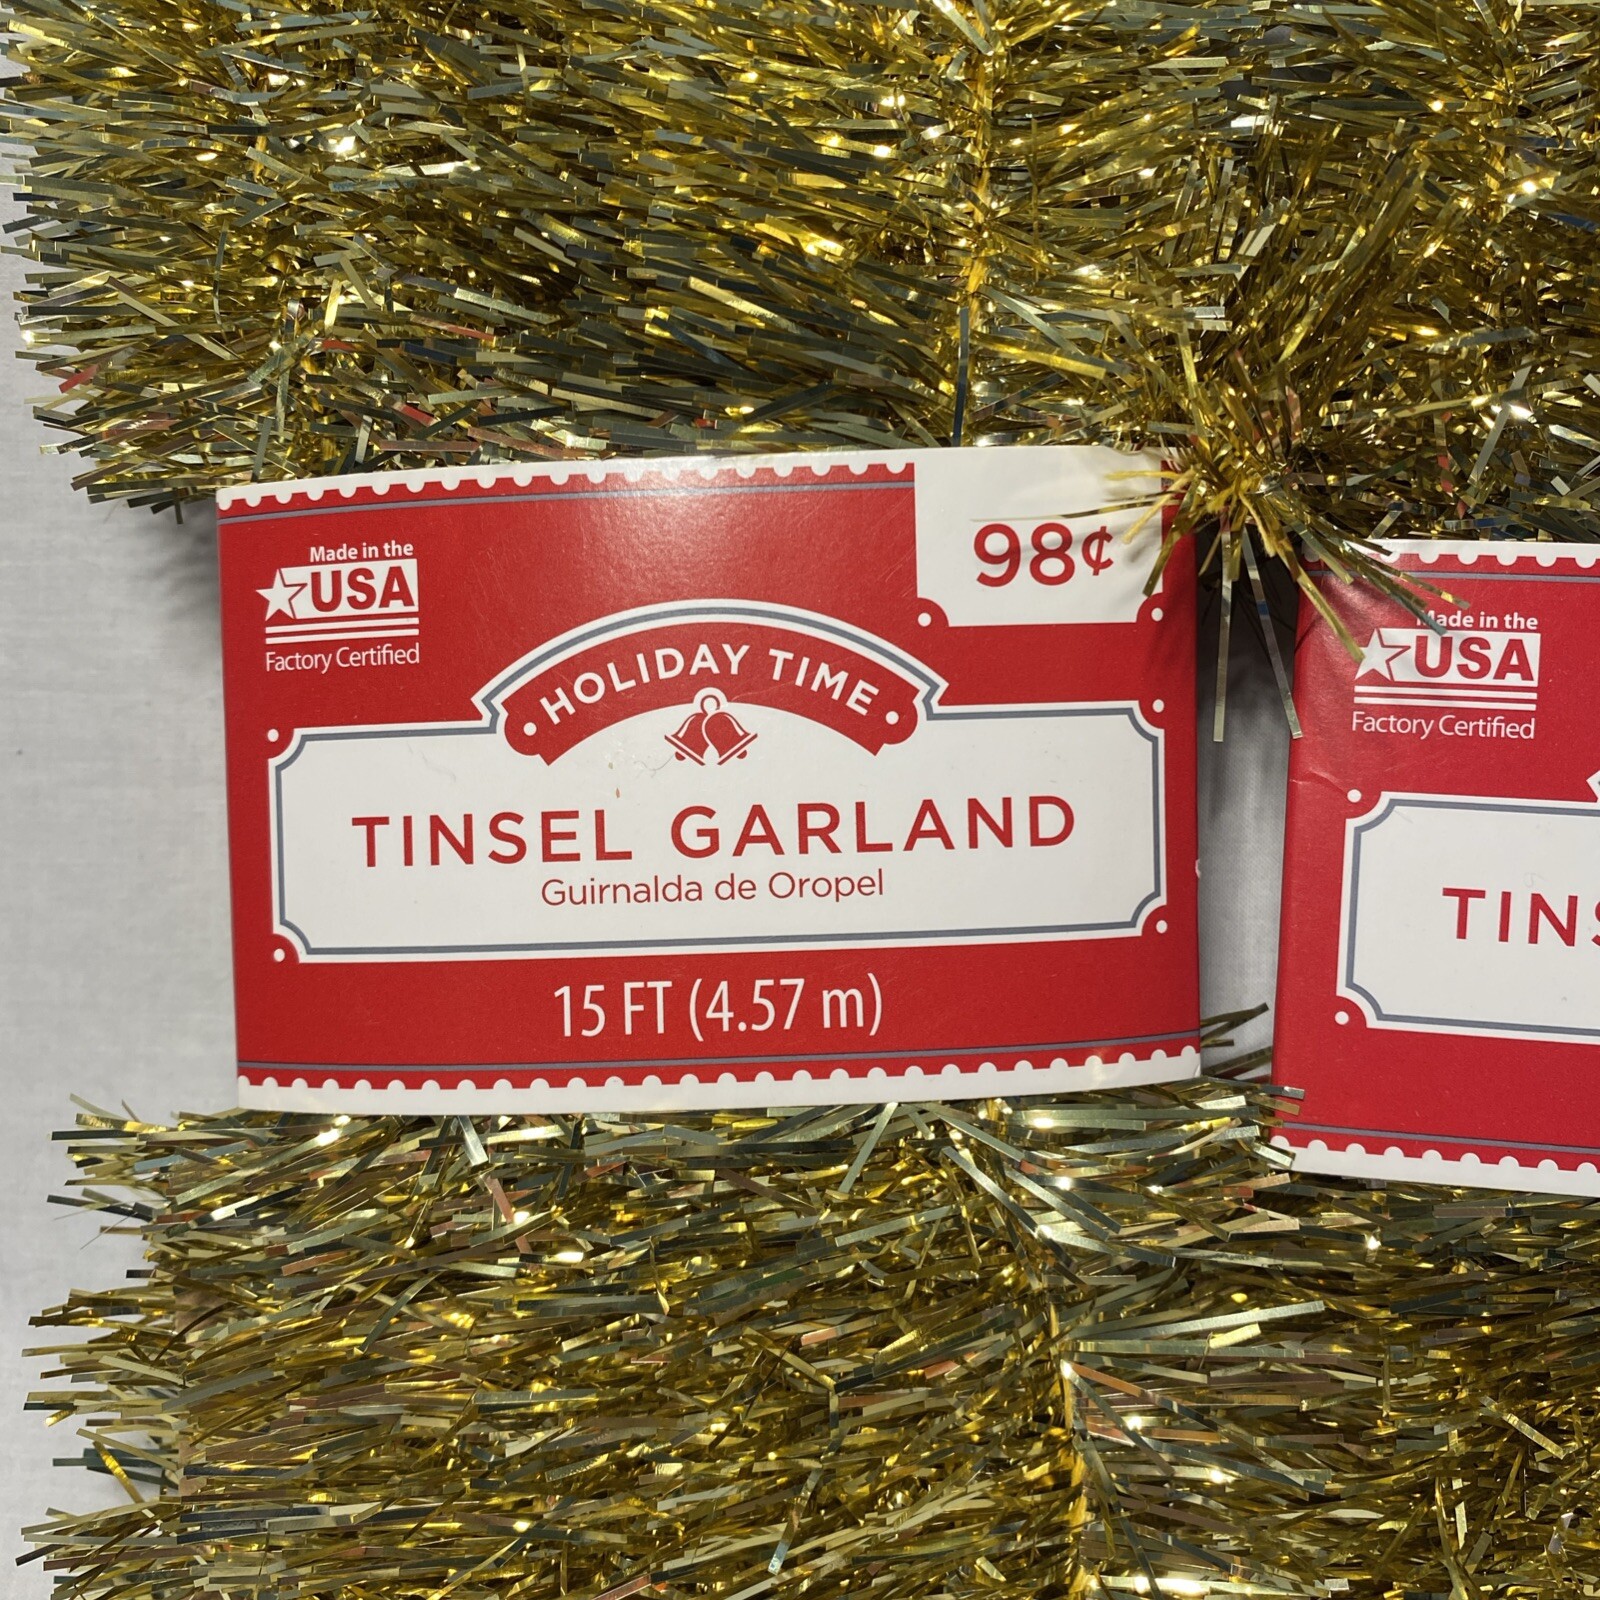 Made in the
USA
Factory Certified
98¢
HOLIDAY TIME
TINSEL GARLAND
Guirnalda de Oropel
15 FT (4.57 m)
Made in the
USA
Factory Certified
TINS